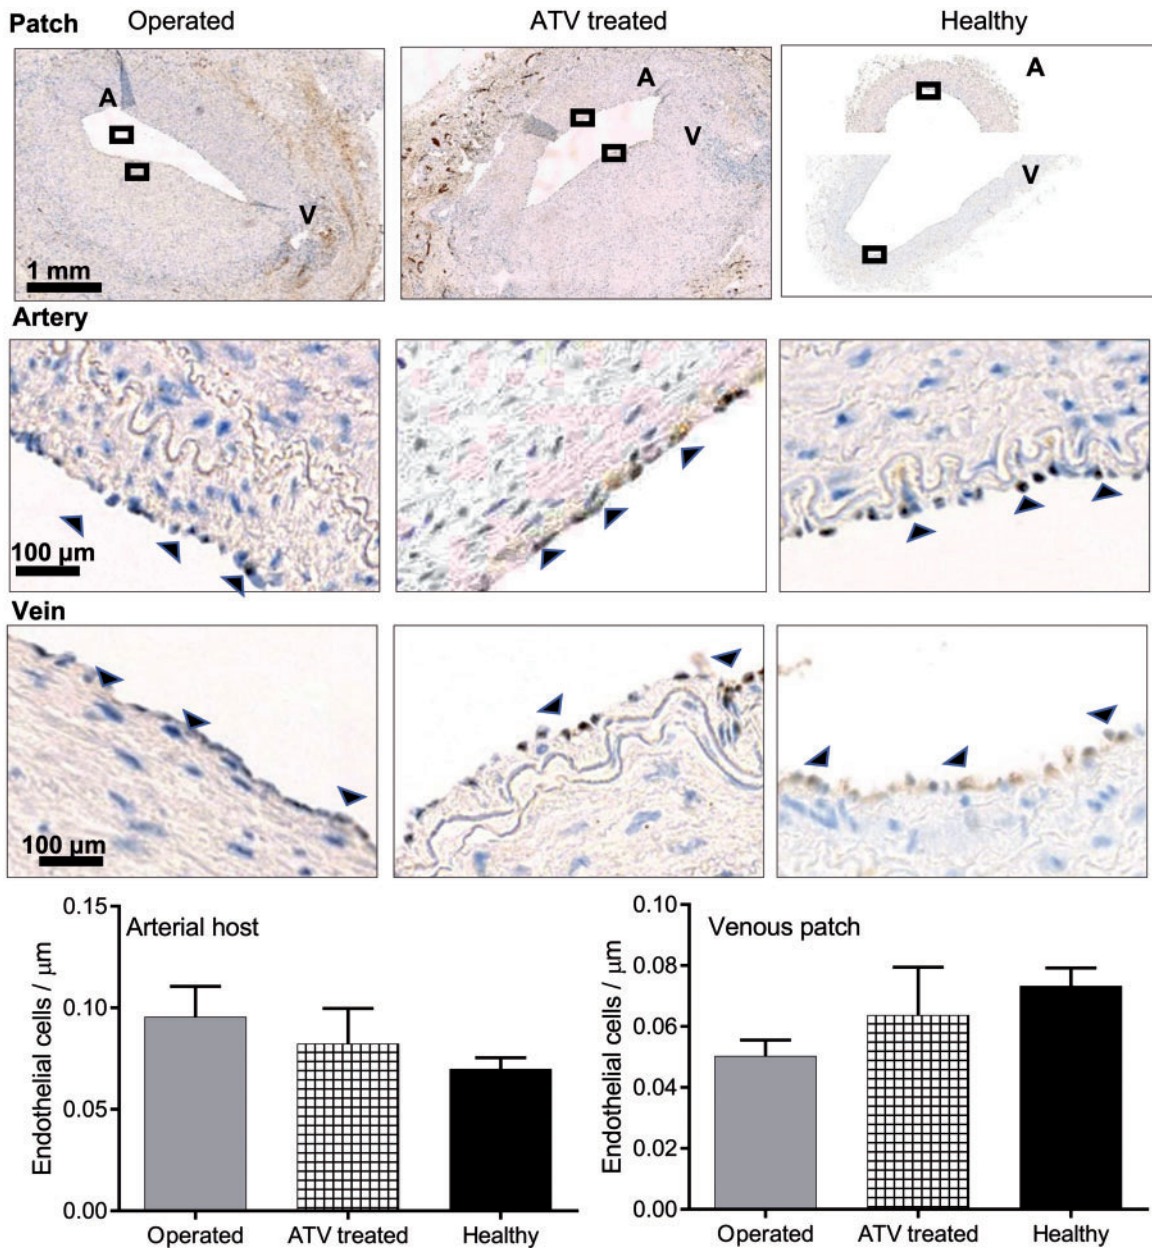 Patch Operated ATV treated Healthy
A A A
V V V
1 mm
Artery
100 µm
Vein
100 µm
0.15
0.10
0.05
0.00
Endothelial cells / µm
Arterial host
Operated ATV treated Healthy
0.10
0.08
0.06
0.04
0.02
0.00
Endothelial cells / µm
Venous patch
Operated ATV treated Healthy